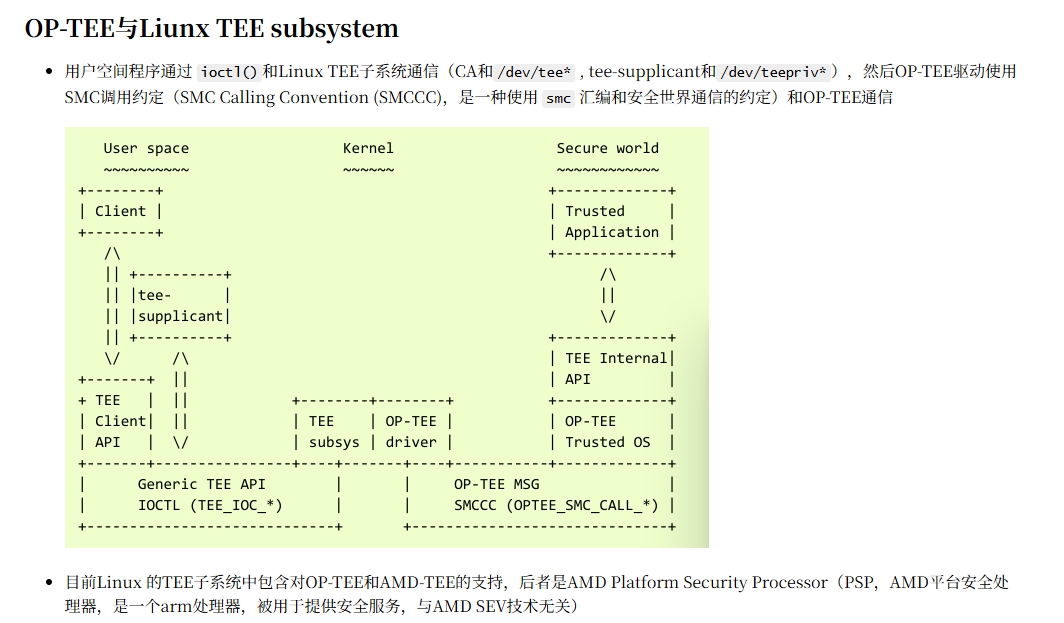 OP-TEE与Liunx TEE subsystem
用户空间程序通过 ioctl() 和Linux TEE子系统通信（CA和 /dev/tee* , tee-supplicant和 /dev/teepriv* ），然后OP-TEE驱动使用
SMC调用约定（SMC Calling Convention (SMCCC)，是一种使用 smc 汇编和安全世界通信的约定）和OP-TEE通信
   User space                  Kernel                   Secure world
   ~~~~~~~~~~                  ~~~~~~                   ~~~~~~~~~~~~
+--------+                                             +-------------+
| Client |                                             | Trusted     |
+--------+                                             | Application |
   /\                                                  +-------------+
   || +----------+                                           /\
   || |tee-      |                                           ||
   || |supplicant|                                           \/
   || +----------+                                     +-------------+
   \/      /\                                          | TEE Internal|
+-------+  ||                                          | API         |
+ TEE   |  ||            +--------+--------+           +-------------+
| Client|  ||            | TEE    | OP-TEE |           | OP-TEE      |
| API   |  \/            | subsys | driver |           | Trusted OS  |
+-------+----------------+----+-------+----+-----------+-------------+
|      Generic TEE API        |       |     OP-TEE MSG               |
|      IOCTL (TEE_IOC_*)      |       |     SMCCC (OPTEE_SMC_CALL_*) |
+-----------------------------+       +------------------------------+
目前Linux 的TEE子系统中包含对OP-TEE和AMD-TEE的支持，后者是AMD Platform Security Processor（PSP，AMD平台安全处
理器，是一个arm处理器，被用于提供安全服务，与AMD SEV技术无关）